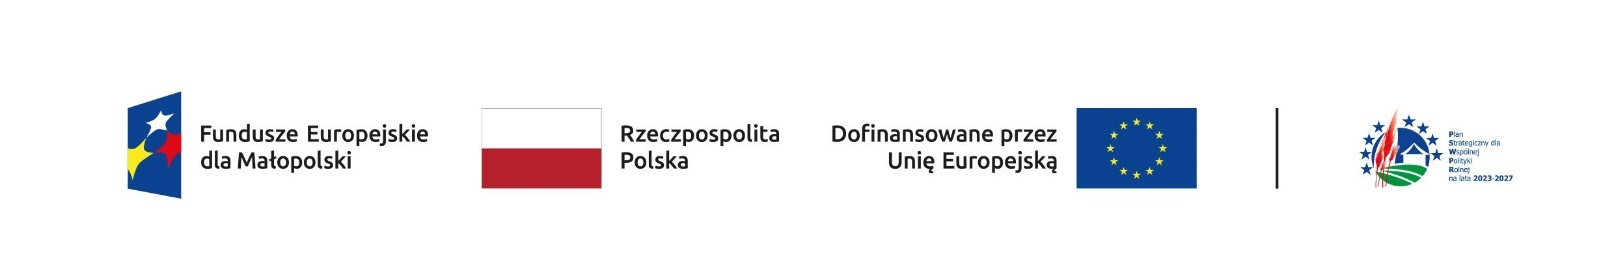 Fundusze Europejskie
dla Małopolski
Rzeczpospolita
Polska
Dofinansowane przez
Unię Europejską
Plan
Strategiczny dla
Wspólnej
Polityki
Rolnej
na lata 2023-2027